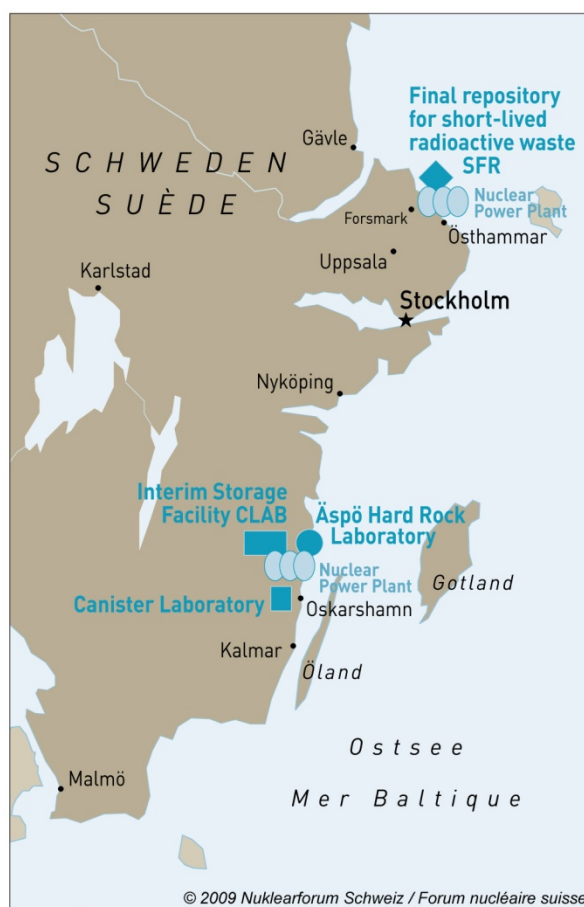 Final repository
for short-lived
radioactive waste
SFR
Gävle
SCHWEDEN
SUÈDE
Nuclear
Power Plant
Forsmark
Östhammar
Uppsala
Karlstad
Stockholm
Nyköping
Interim Storage
Facility CLAB
Äspö Hard Rock
Laboratory
Nuclear
Power Plant
Gotland
Canister Laboratory
Oskarshamn
Kalmar
Öland
Ostsee
Mer Baltique
Malmö
© 2009 Nuklearforum Schweiz / Forum nucléaire suisse